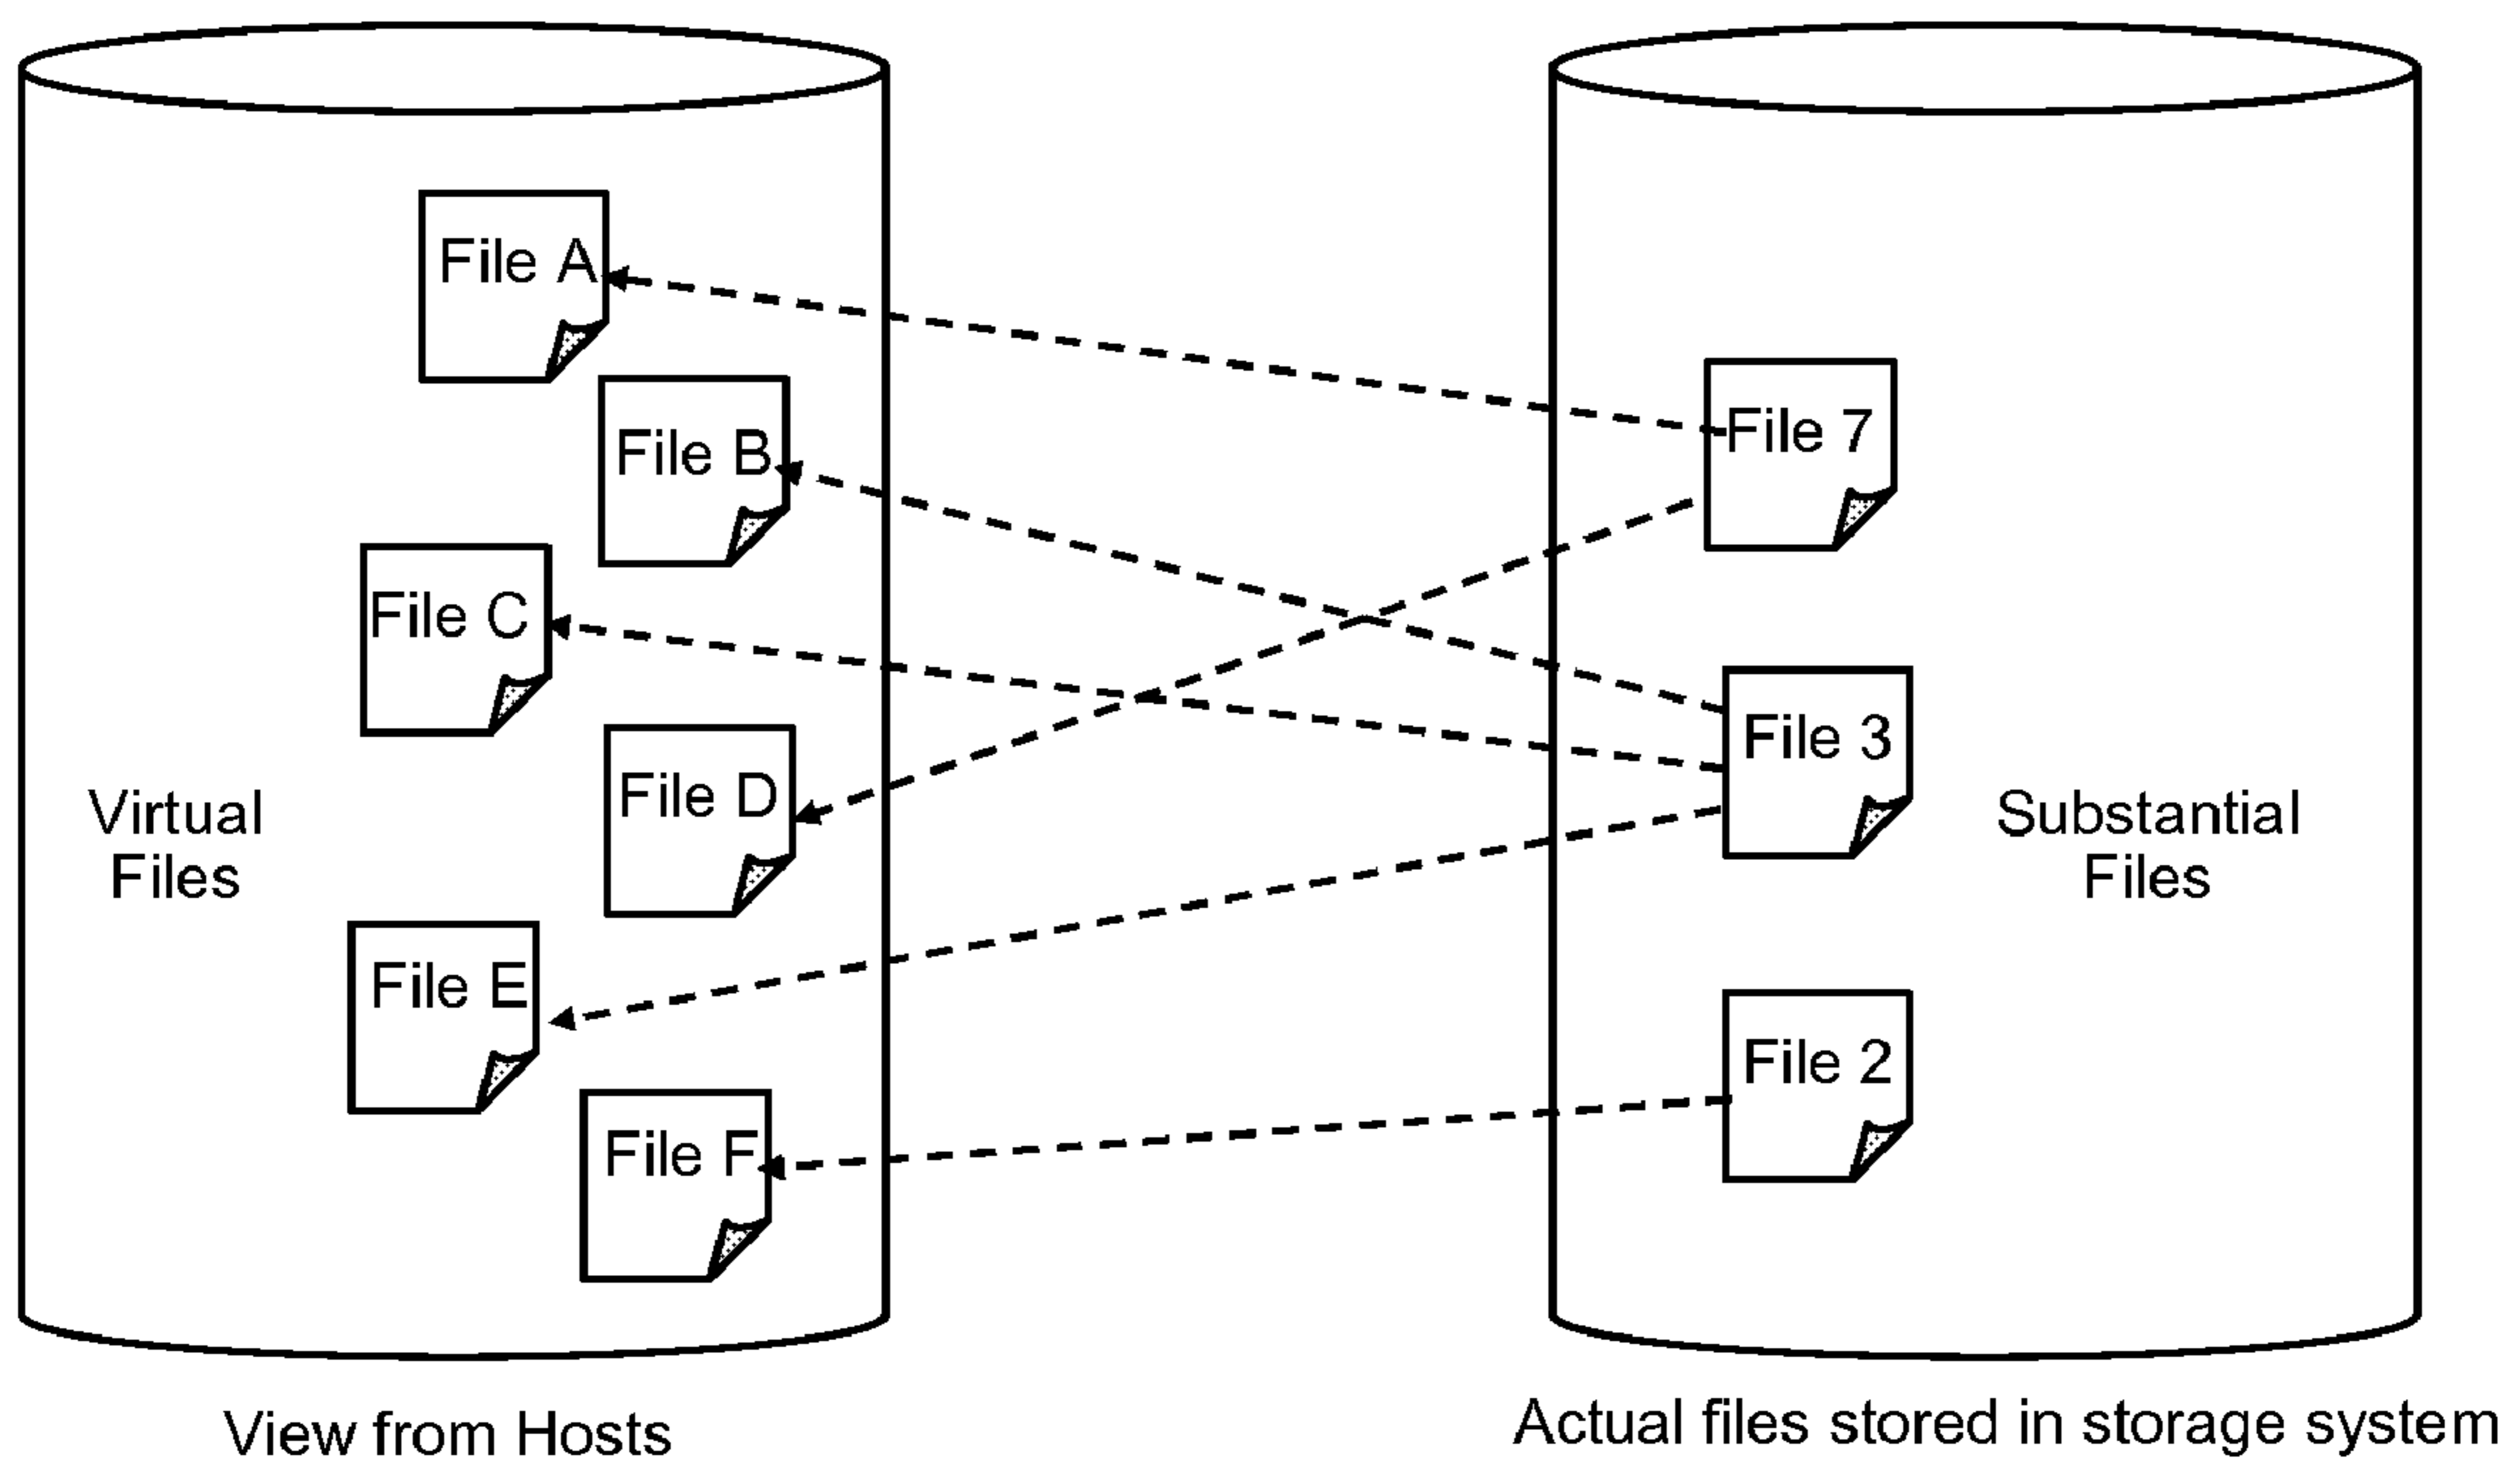 File A
File B
File C
File D
File E
File F
Virtual
Files
View from Hosts
File 7
File 3
File 2
Substantial
Files
Actual files stored in storage system